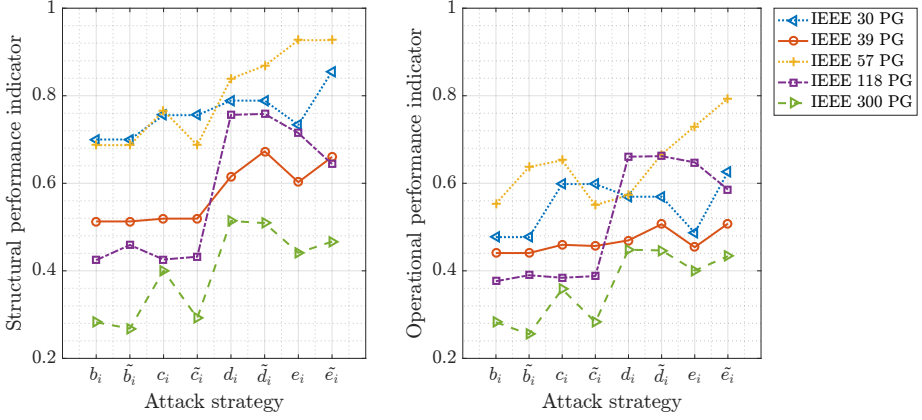 Structural performance indicator
1
0.8
0.6
0.4
0.2
b_i b̃_i c_i c̃_i d_i d̃_i e_i ẽ_i
Attack strategy
Operational performance indicator
1
0.8
0.6
0.4
0.2
b_i b̃_i c_i c̃_i d_i d̃_i e_i ẽ_i
Attack strategy
IEEE 30 PG
IEEE 39 PG
IEEE 57 PG
IEEE 118 PG
IEEE 300 PG